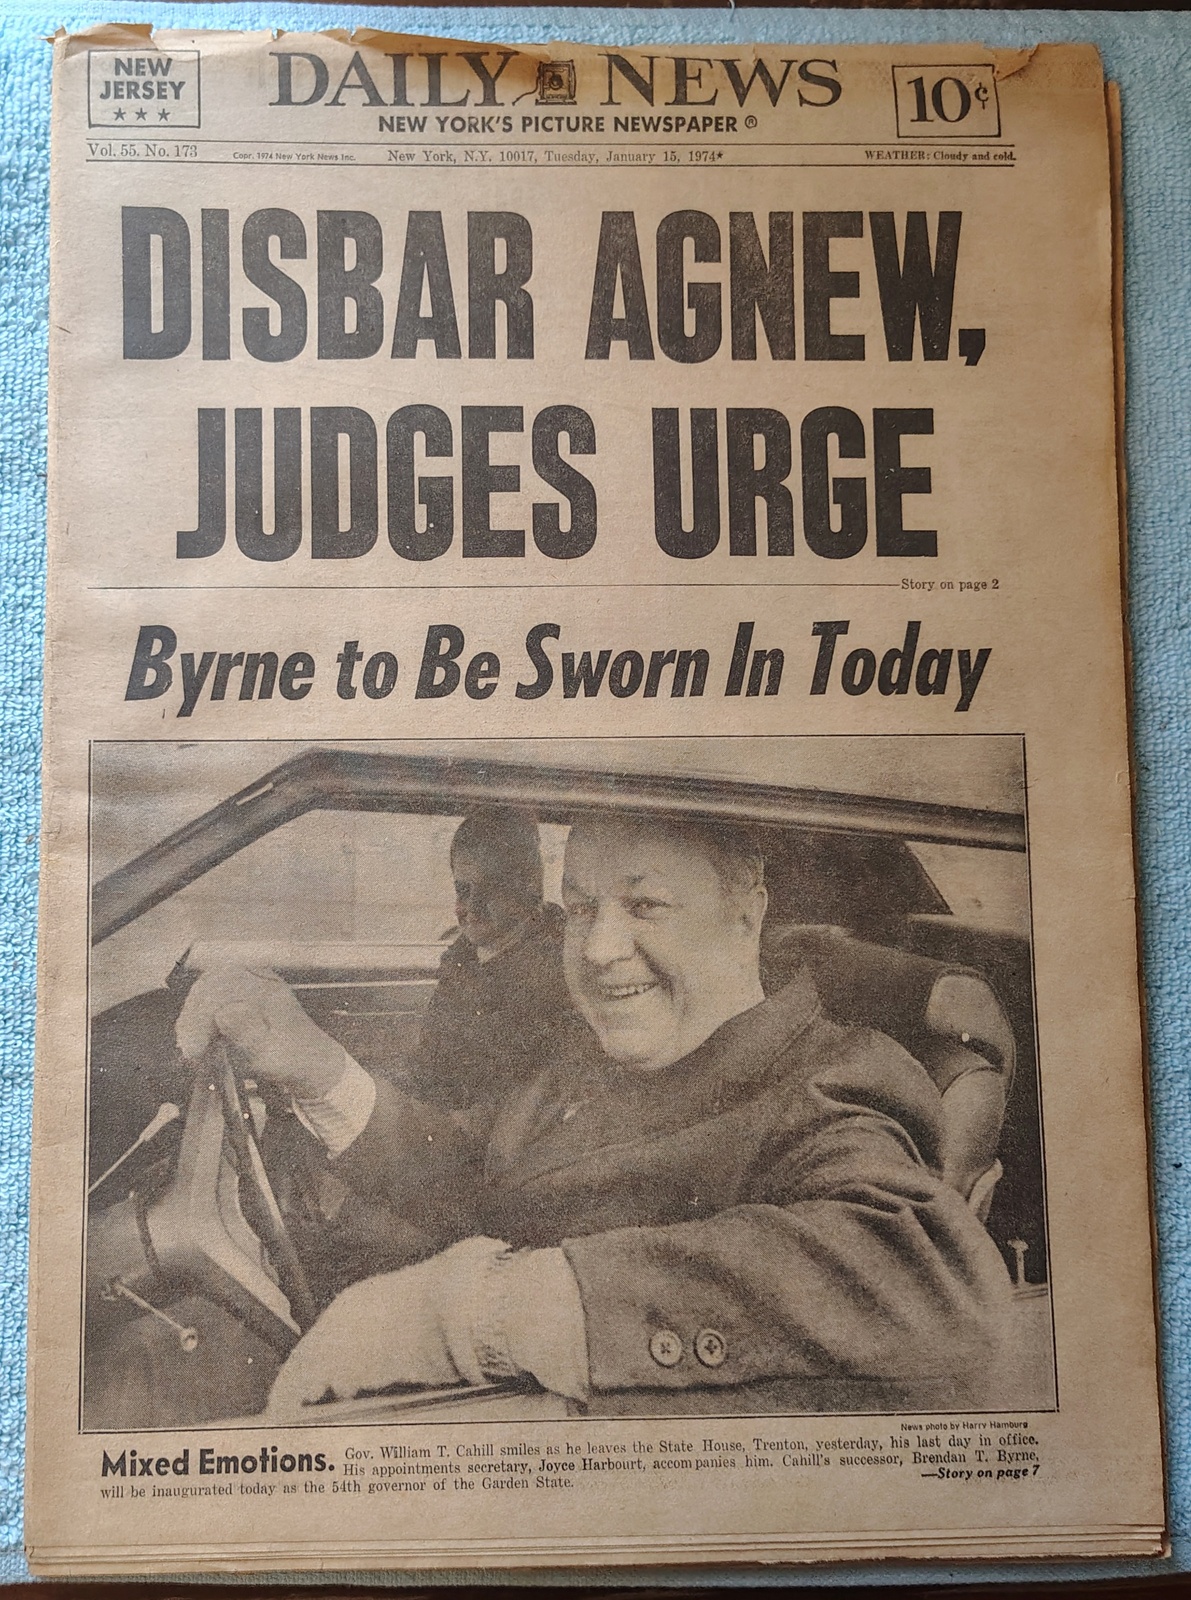 NEW
JERSEY
★ ★ ★
DAILY NEWS
NEW YORK'S PICTURE NEWSPAPER ®
10¢
Vol. 55. No. 173 Copr. 1974 New York News Inc. New York, N.Y. 10017, Tuesday, January 15, 1974★ WEATHER: Cloudy and cold.
DISBAR AGNEW,
JUDGES URGE
Story on page 2
Byrne to Be Sworn In Today
News photo by Harry Hamburg
Mixed Emotions. Gov. William T. Cahill smiles as he leaves the State House, Trenton, yesterday, his last day in office.
His appointments secretary, Joyce Harbourt, accompanies him. Cahill's successor, Brendan T. Byrne,
will be inaugurated today as the 54th governor of the Garden State. —Story on page 7